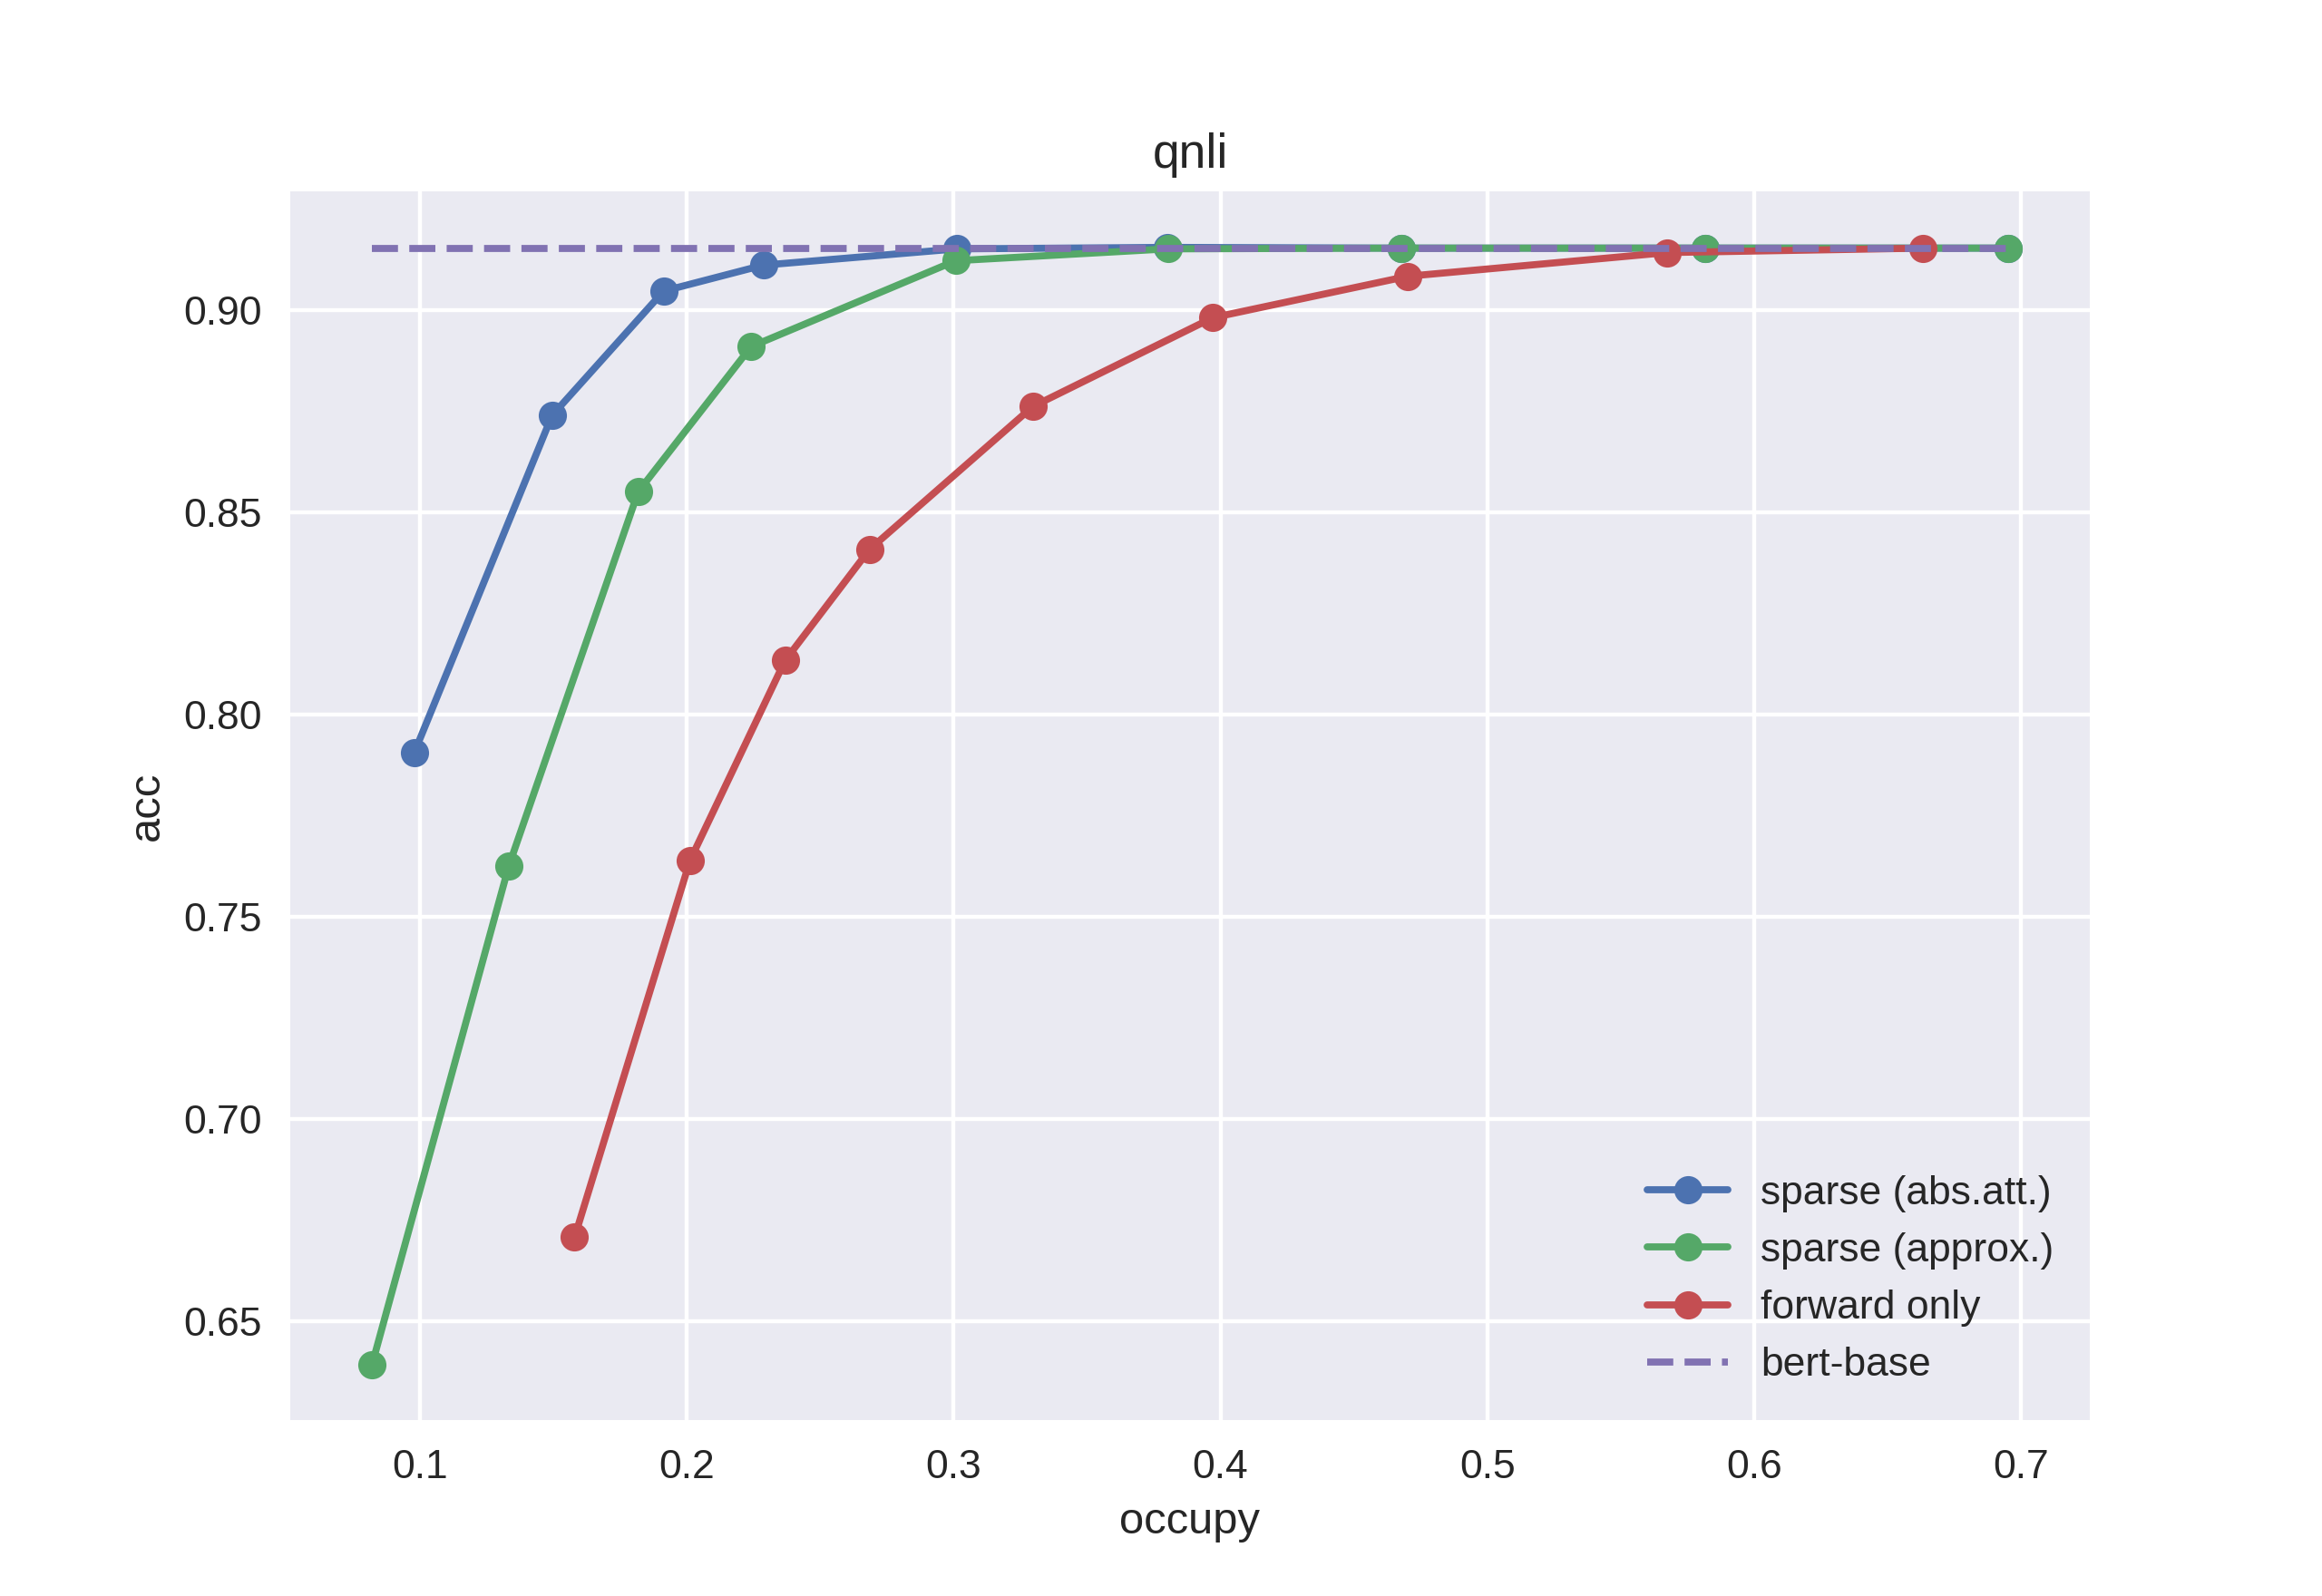 qnli
0.90
0.85
0.80
0.75
0.70
0.65
acc
sparse (abs.att.)
sparse (approx.)
forward only
bert-base
0.1 0.2 0.3 0.4 0.5 0.6 0.7
occupy